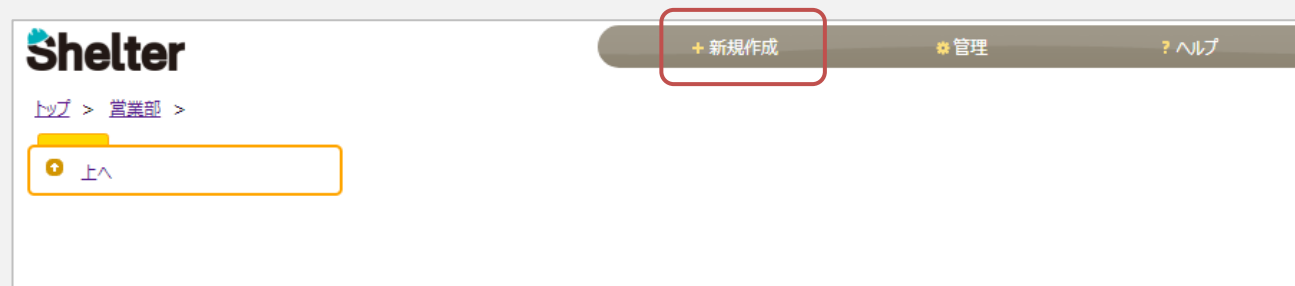 Shelter
+ 新規作成 管理 ? ヘルプ
トップ > 営業部 >
上へ